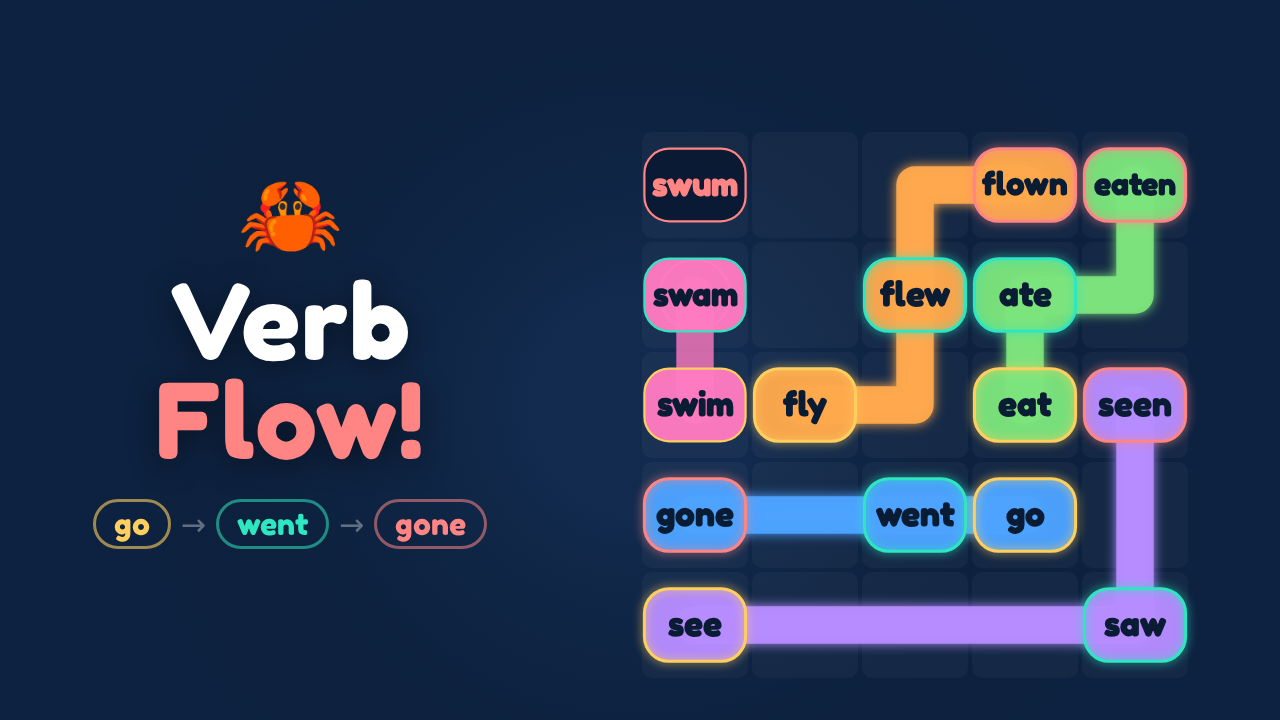 Verb
Flow!
go → went → gone
swum flown eaten
swam flew ate
swim fly eat seen
gone went go
see saw